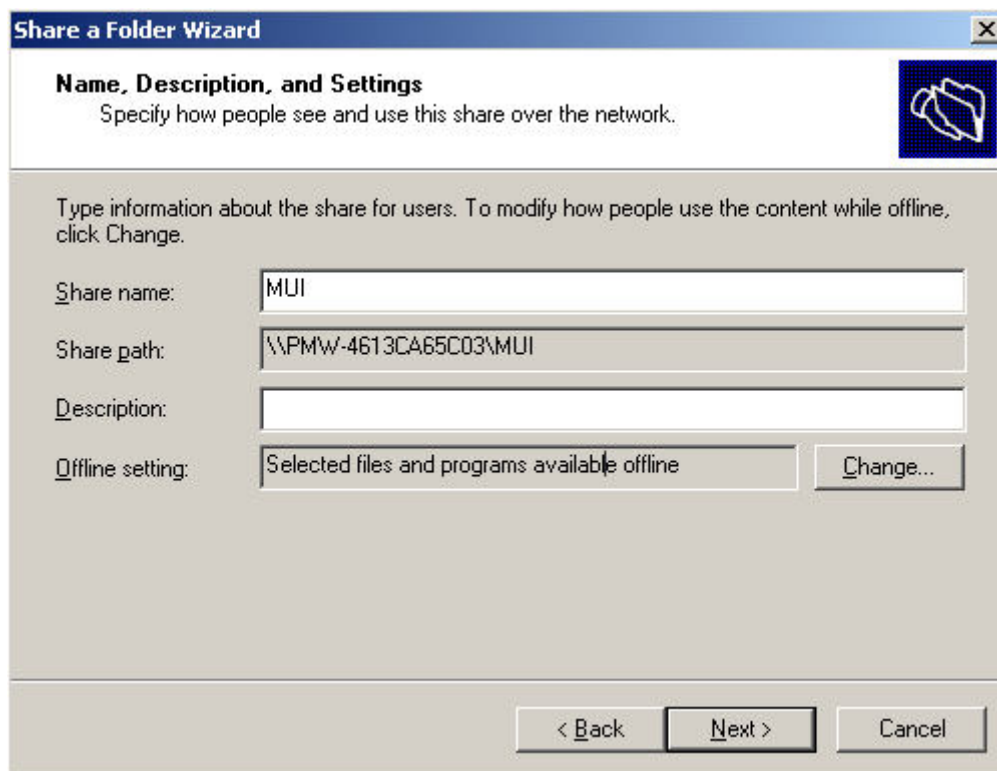 Share a Folder Wizard
Name, Description, and Settings
Specify how people see and use this share over the network.
Type information about the share for users. To modify how people use the content while offline,
click Change.
Share name: MUI
Share path: \\PMW-4613CA65C03\MUI
Description:
Offline setting: Selected files and programs available offline Change...
< Back Next > Cancel